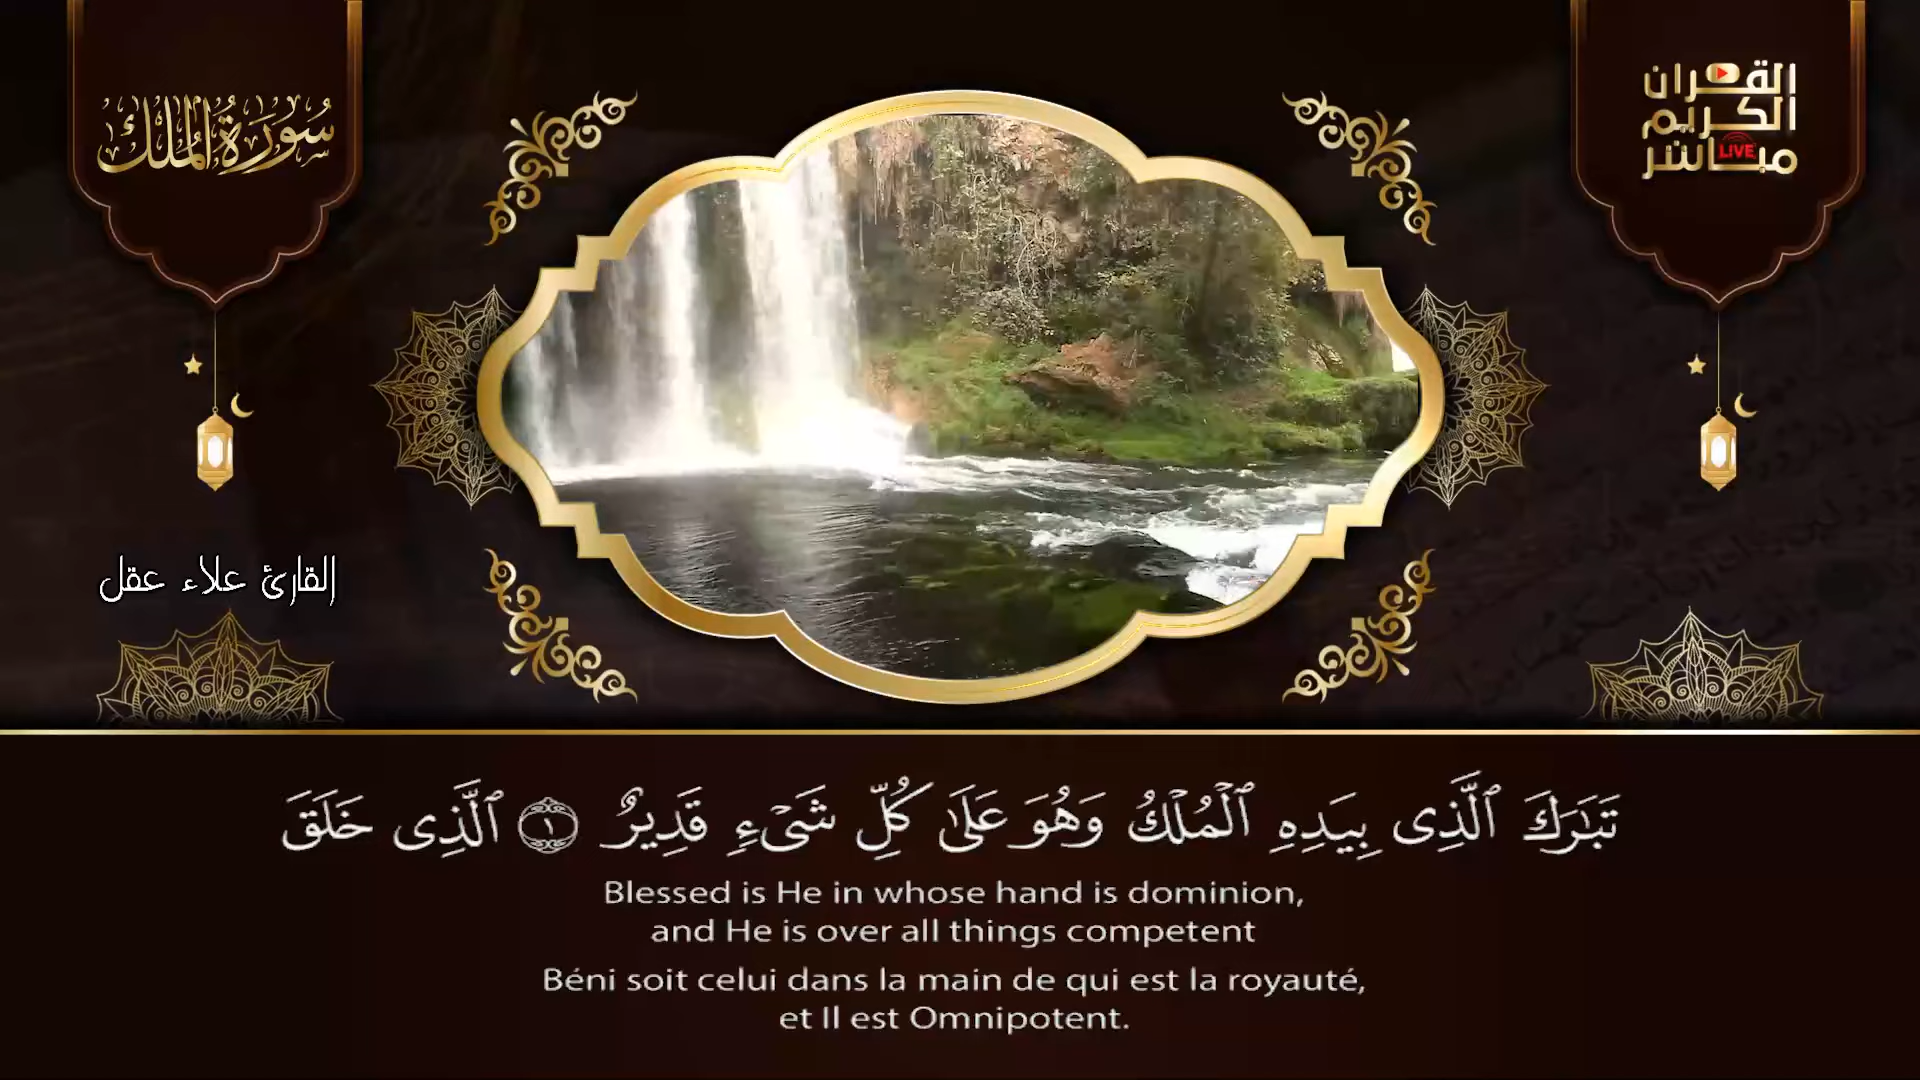 سُورَةُ المُلك
القرآن
الكريم
مباشر
LIVE
القارئ علاء عقل
تَبَٰرَكَ ٱلَّذِى بِيَدِهِ ٱلْمُلْكُ وَهُوَ عَلَىٰ كُلِّ شَىْءٍ قَدِيرٌ ١ ٱلَّذِى خَلَقَ
Blessed is He in whose hand is dominion,
and He is over all things competent
Béni soit celui dans la main de qui est la royauté,
et Il est Omnipotent.